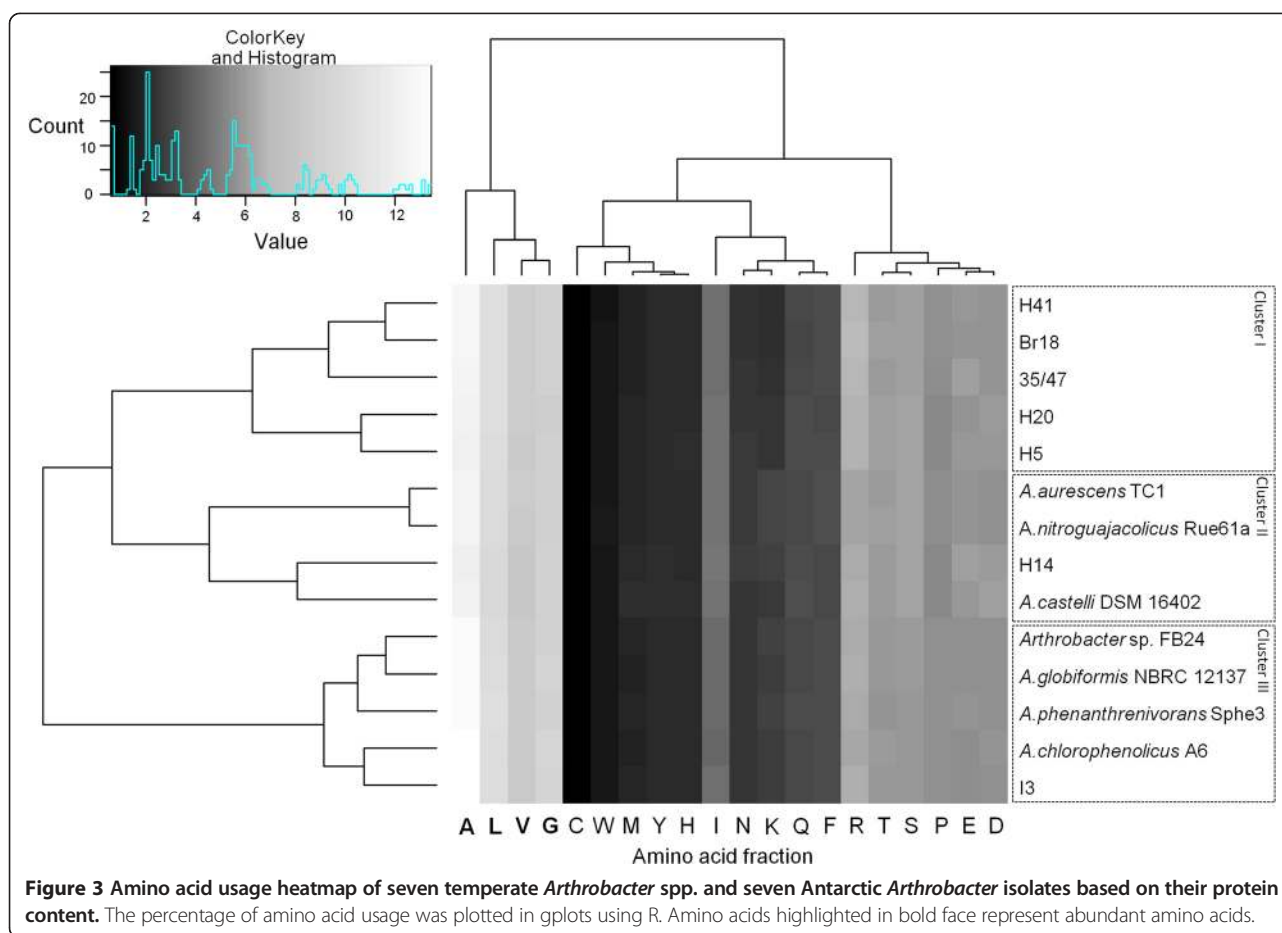 ColorKey
and Histogram
Count
20
10
0
2 4 6 8 10 12
Value
H41
Br18
35/47
H20
H5
Cluster I
A.aurescens TC1
A.nitroguajacolicus Rue61a
H14
A.castelli DSM 16402
Cluster II
Arthrobacter sp. FB24
A.globiformis NBRC 12137
A.phenanthrenivorans Sphe3
A.chlorophenolicus A6
I3
Cluster III
A L V G C W M Y H I N K Q F R T S P E D
Amino acid fraction
Figure 3 Amino acid usage heatmap of seven temperate Arthrobacter spp. and seven Antarctic Arthrobacter isolates based on their protein
content. The percentage of amino acid usage was plotted in gplots using R. Amino acids highlighted in bold face represent abundant amino acids.